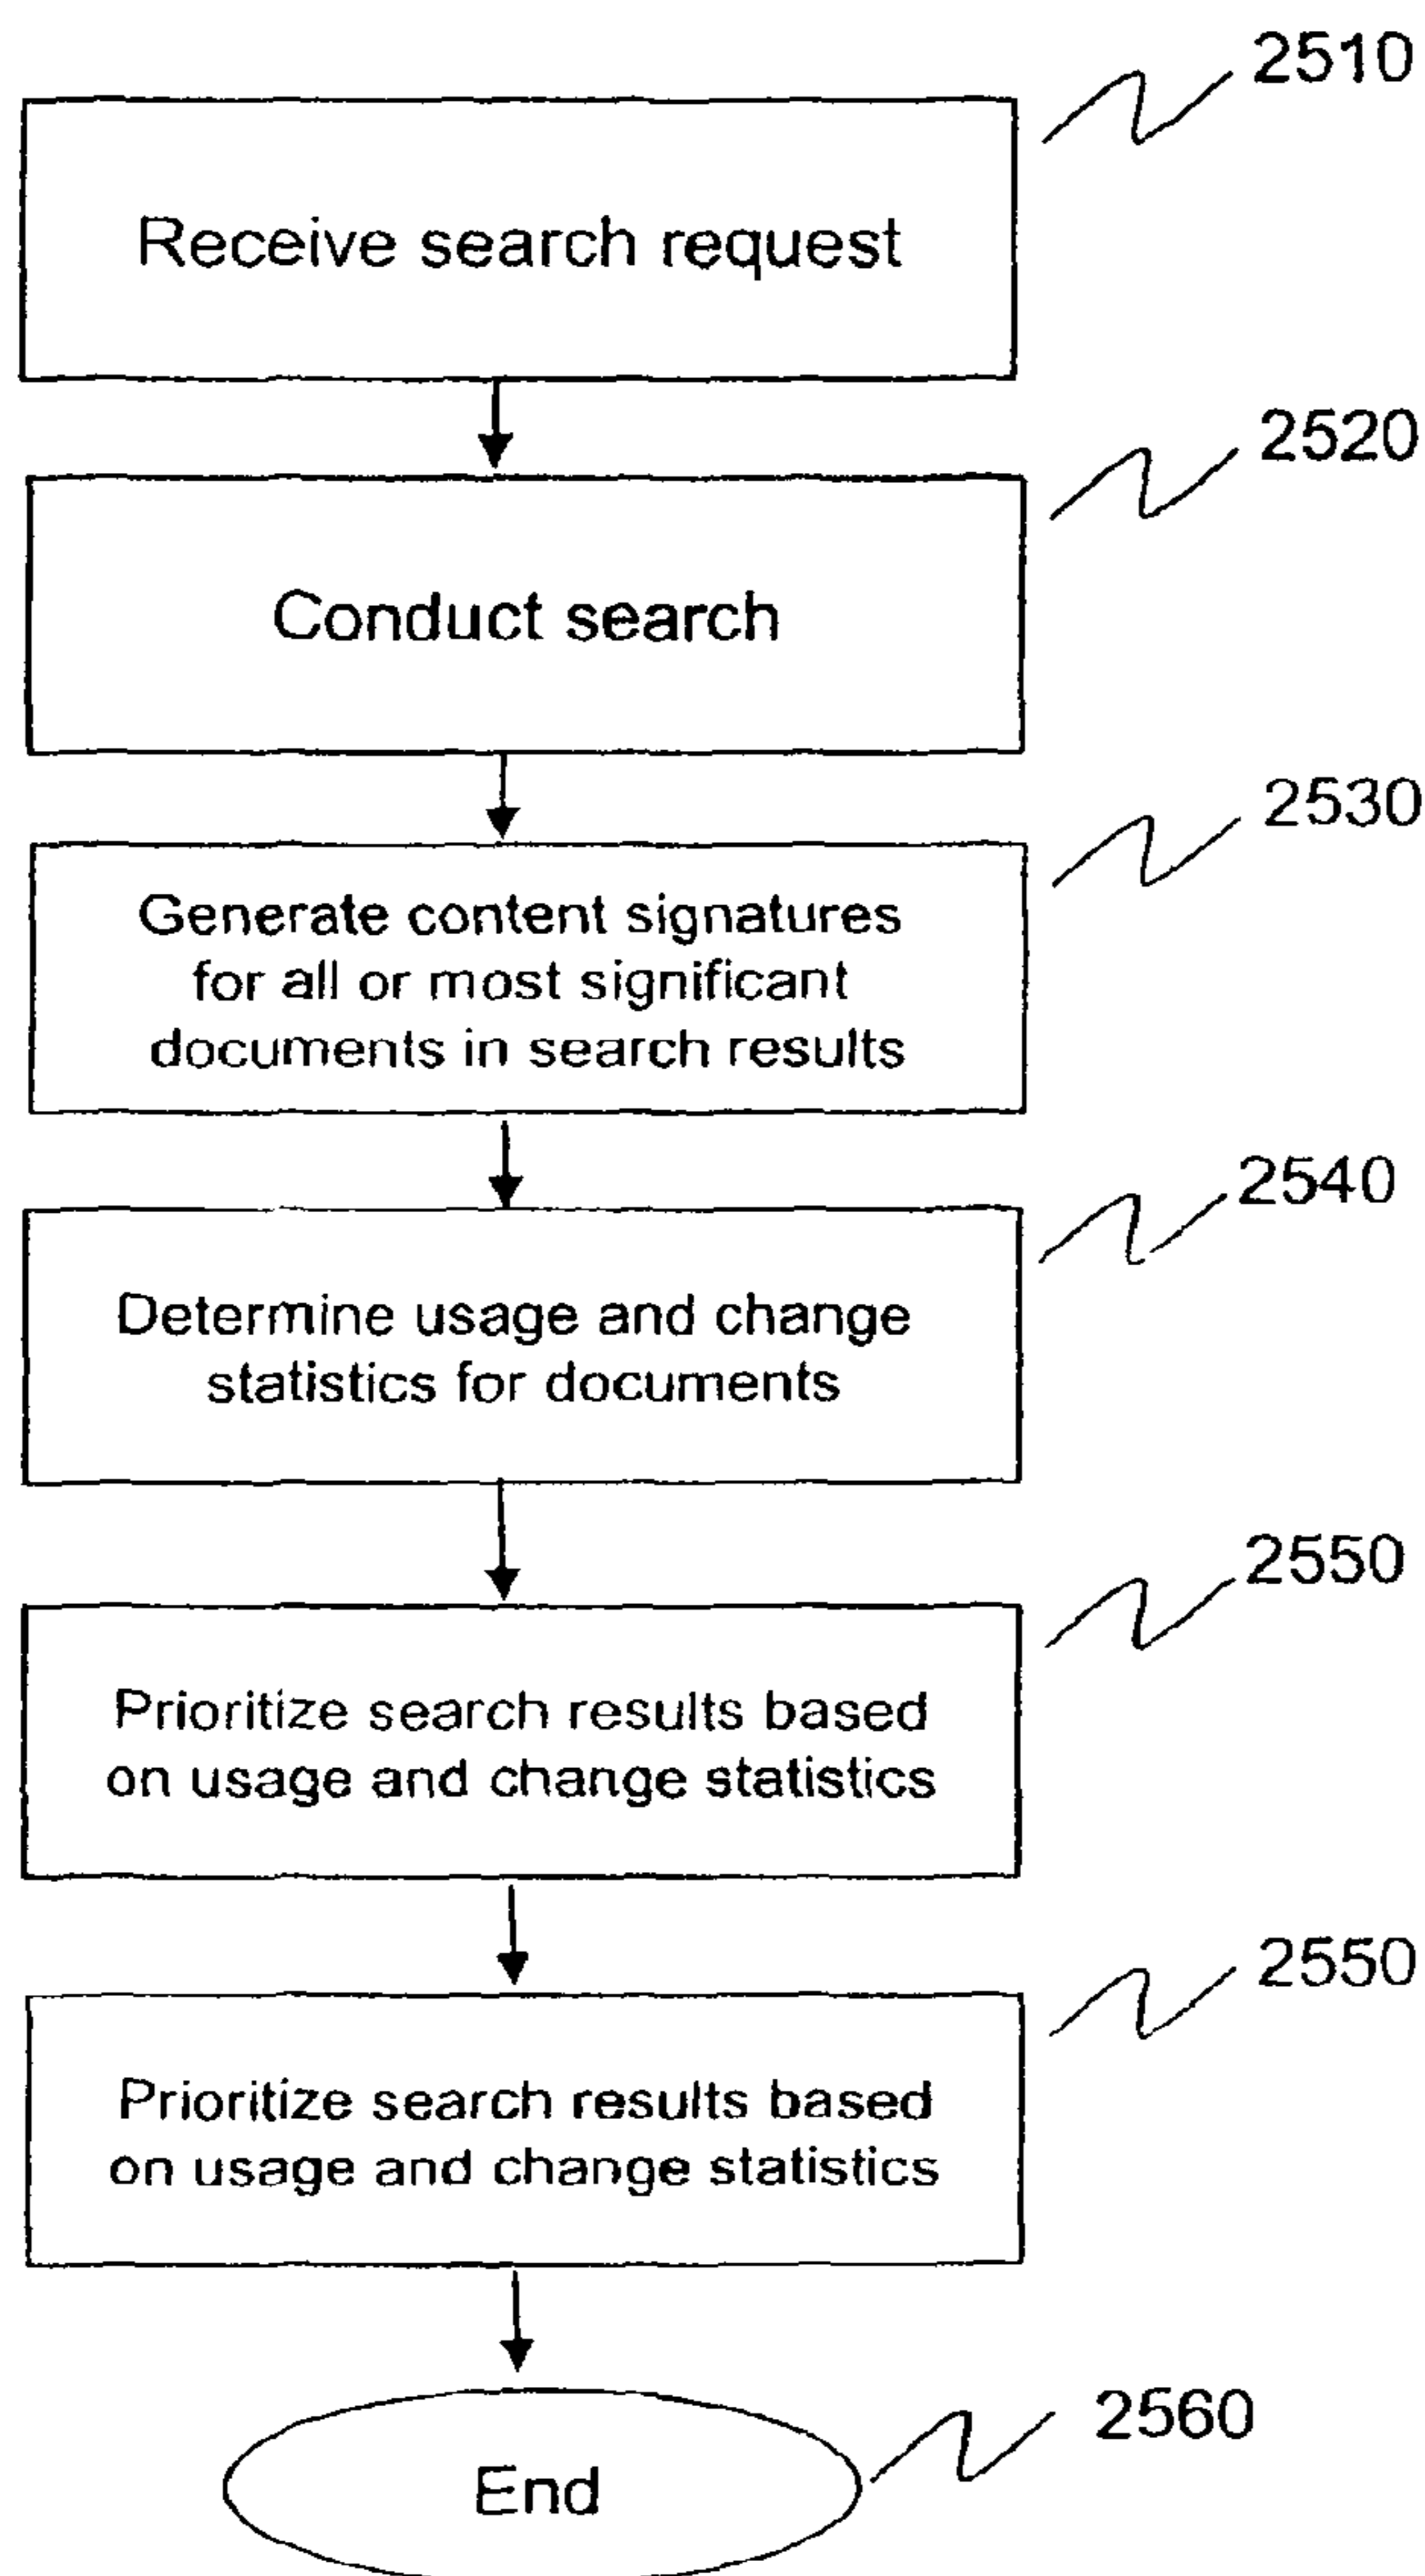 2510
Receive search request
2520
Conduct search
2530
Generate content signatures
for all or most significant
documents in search results
2540
Determine usage and change
statistics for documents
2550
Prioritize search results based
on usage and change statistics
2550
Prioritize search results based
on usage and change statistics
2560
End